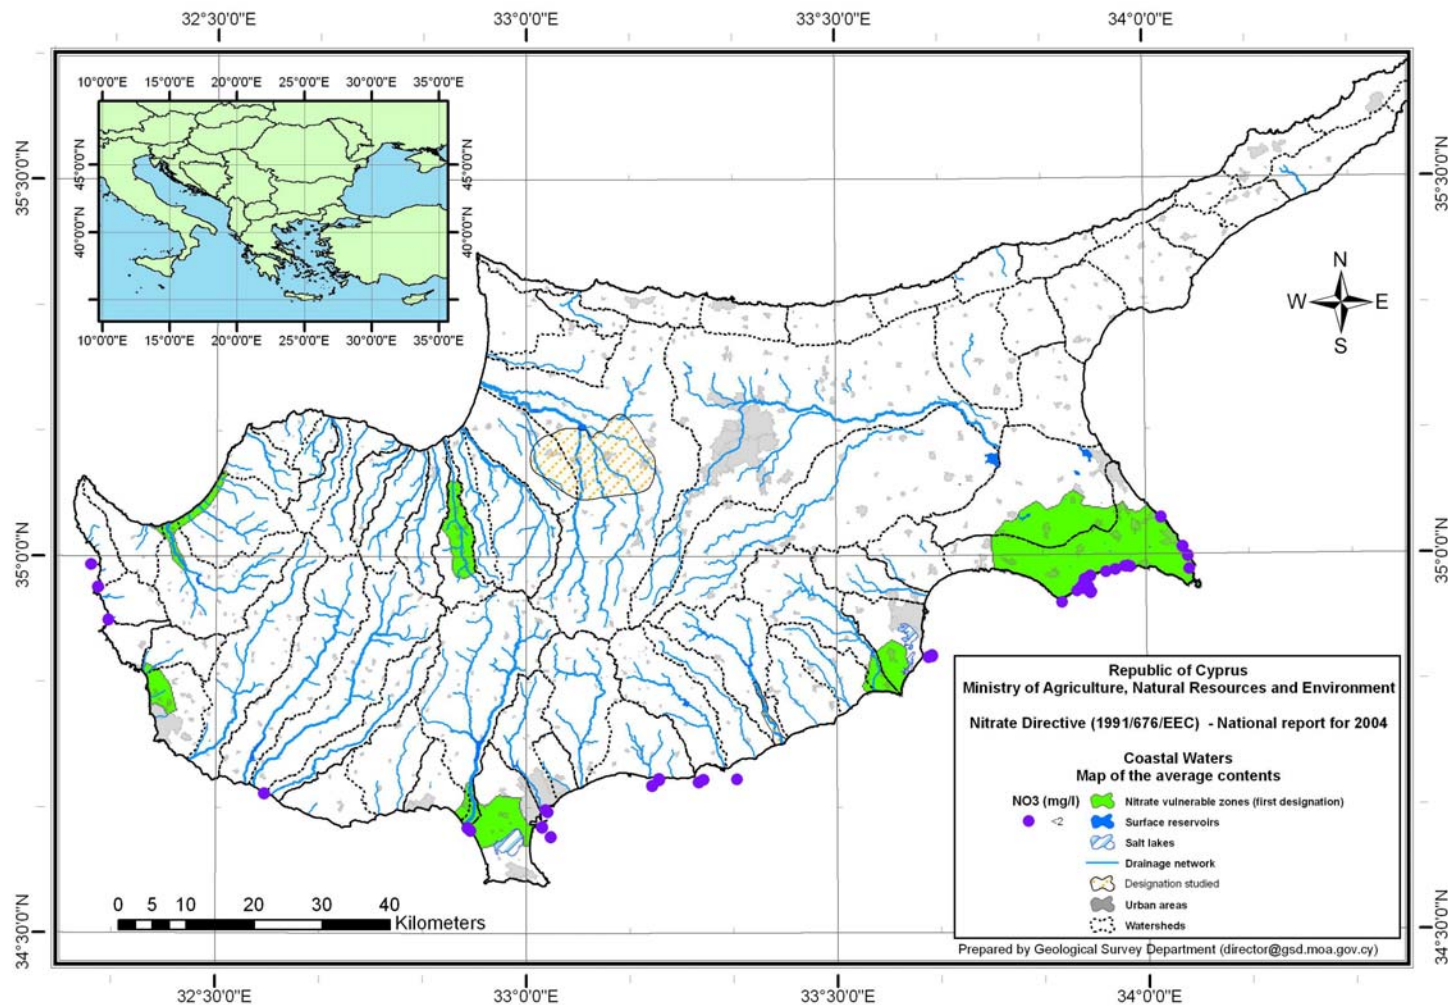 32°30'0"E 33°0'0"E 33°30'0"E 34°0'0"E
10°0'0"E 15°0'0"E 20°0'0"E 25°0'0"E 30°0'0"E 35°0'0"E
45°0'0"N 45°0'0"N
40°0'0"N 40°0'0"N
10°0'0"E 15°0'0"E 20°0'0"E 25°0'0"E 30°0'0"E 35°0'0"E
35°30'0"N 35°30'0"N
N
W E
S
35°0'0"N 35°0'0"N
Republic of Cyprus
Ministry of Agriculture, Natural Resources and Environment
Nitrate Directive (1991/676/EEC) - National report for 2004
Coastal Waters
Map of the average contents
NO3 (mg/l)
<2
Nitrate vulnerable zones (first designation)
Surface reservoirs
Salt lakes
Drainage network
Designation studied
Urban areas
Watersheds
Prepared by Geological Survey Department (director@gsd.moa.gov.cy)
0 5 10 20 30 40
Kilometers
34°30'0"N 34°30'0"N
32°30'0"E 33°0'0"E 33°30'0"E 34°0'0"E